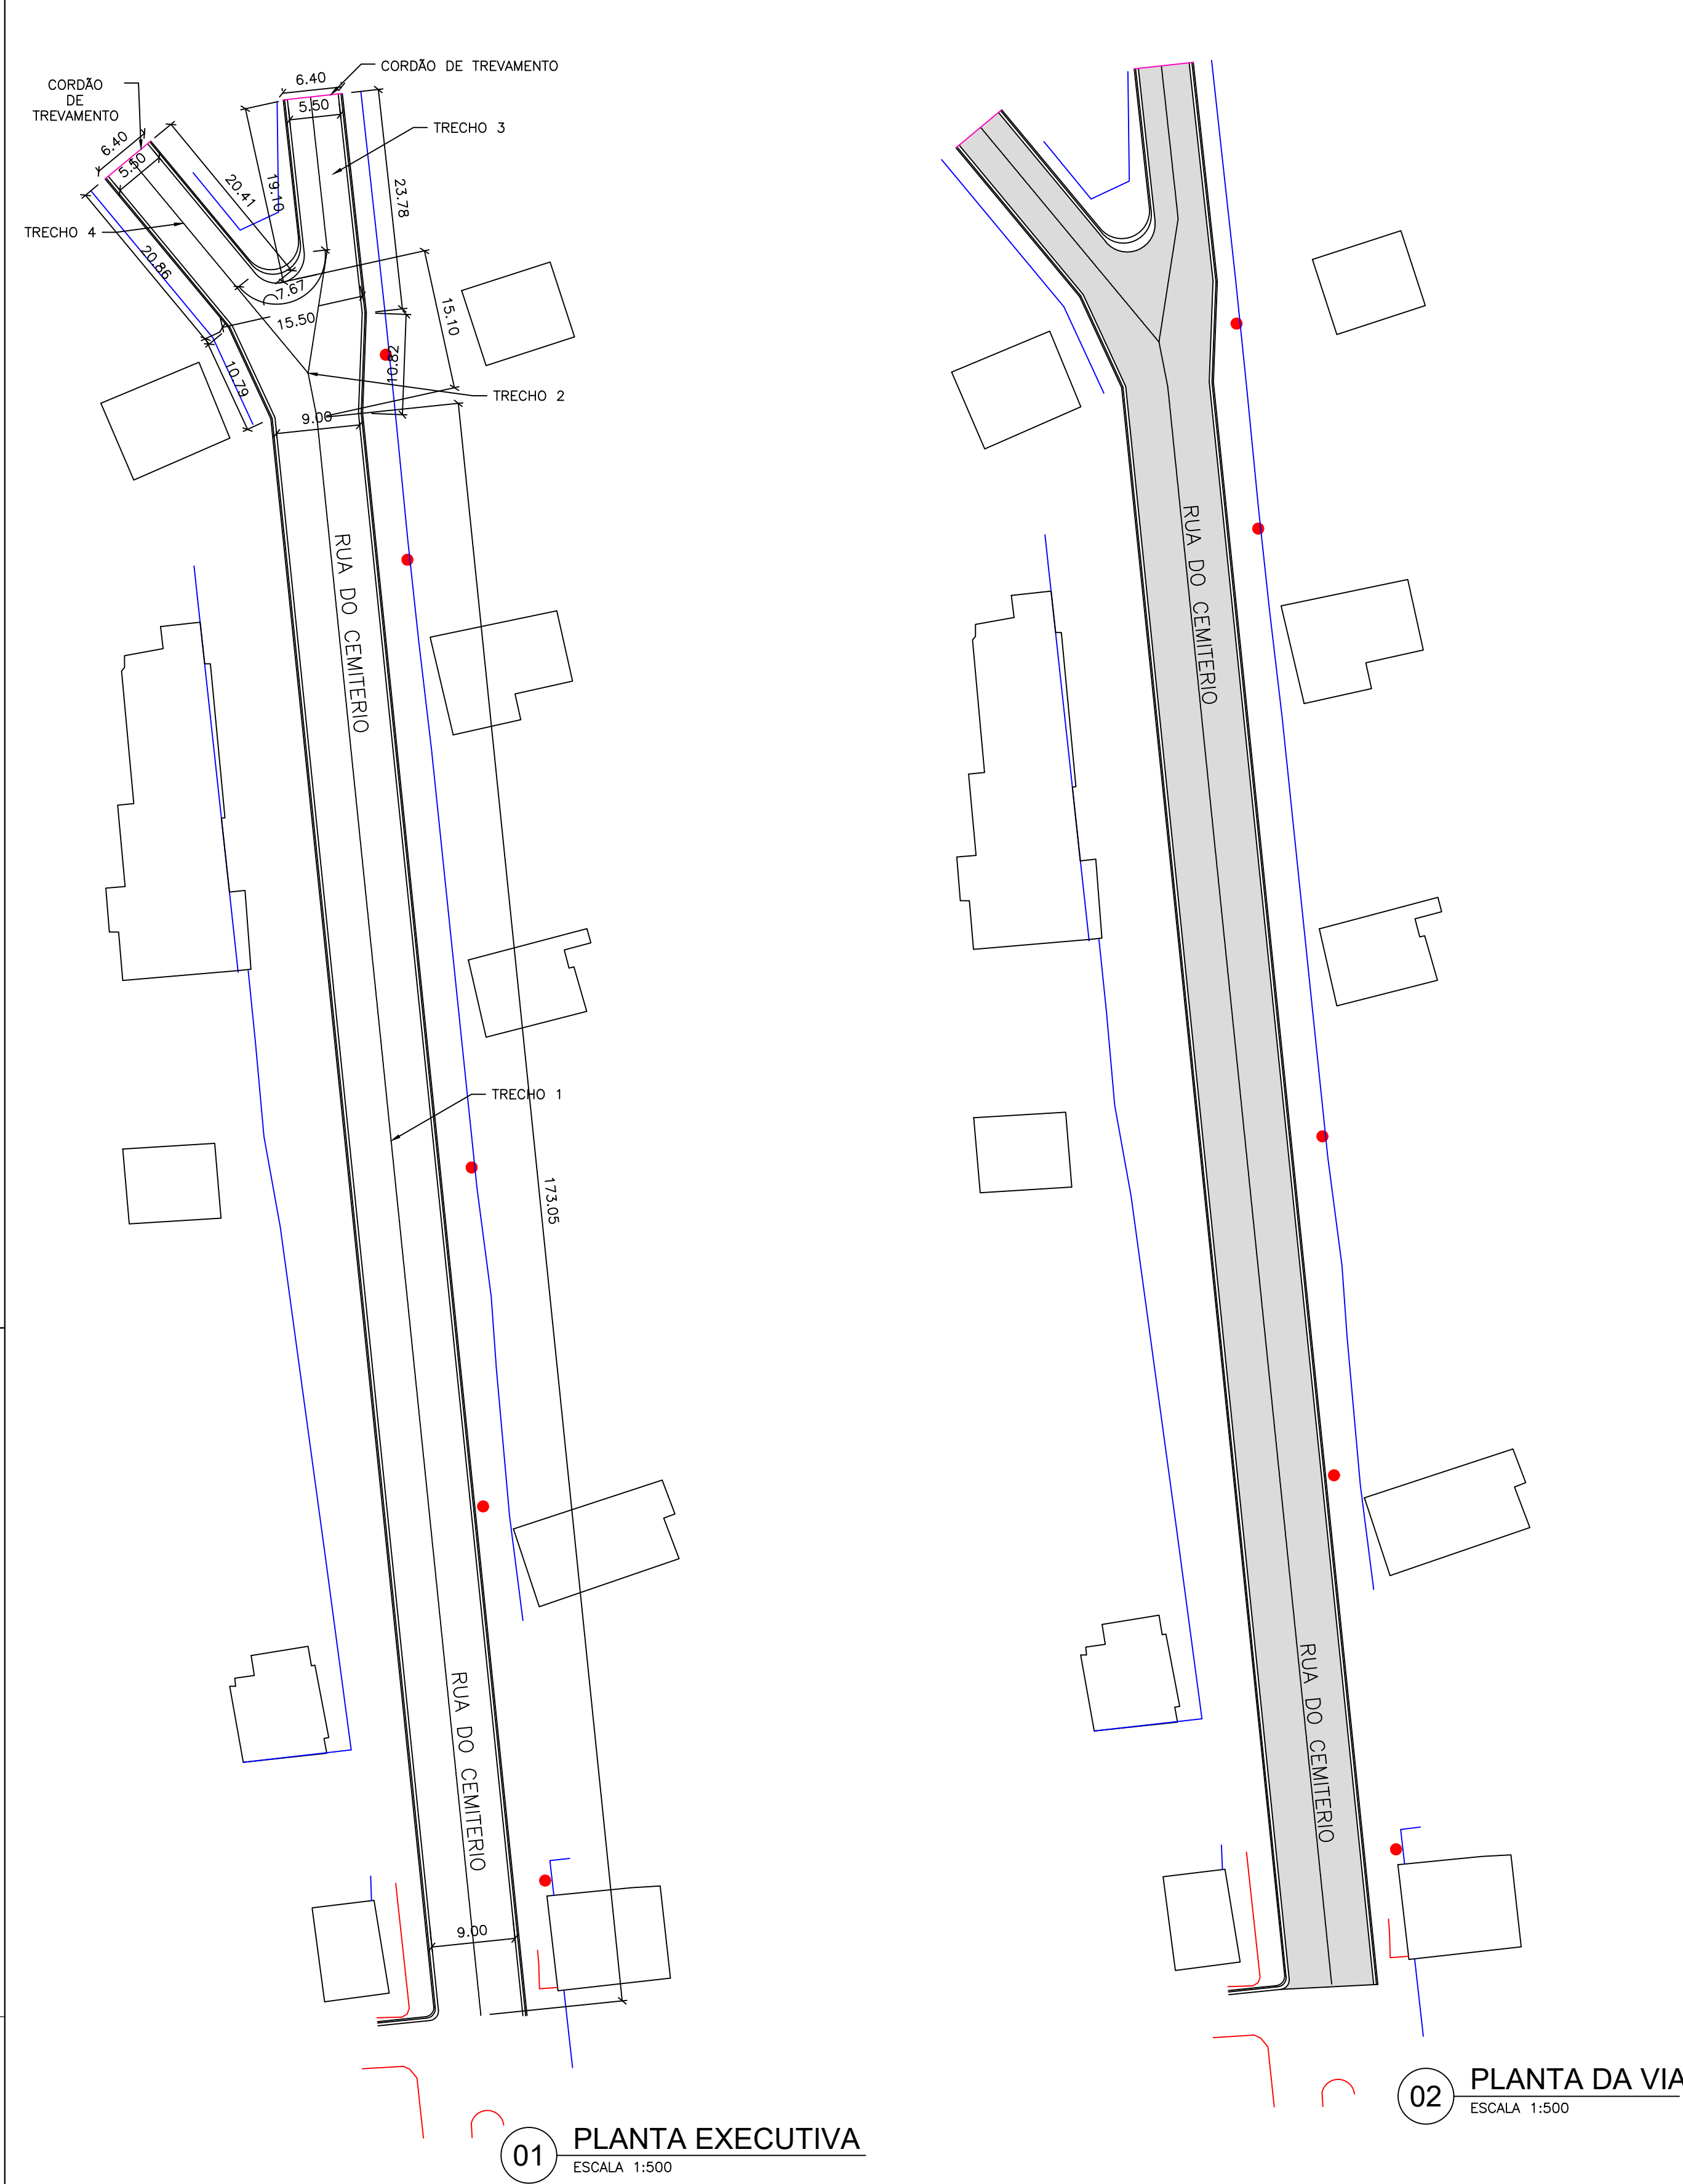 CORDÃO
DE
TREVAMENTO
CORDÃO DE TREVAMENTO
6.40
5.50
TRECHO 3
6.40
5.50
20.41
19.10
23.78
TRECHO 4
20.86
7.67
15.50
15.10
10.82
10.79
TRECHO 2
9.00
RUA DO CEMITERIO
TRECHO 1
173.05
RUA DO CEMITERIO
9.00
01
PLANTA EXECUTIVA
ESCALA 1:500
RUA DO CEMITERIO
RUA DO CEMITERIO
02
PLANTA DA VIA
ESCALA 1:500